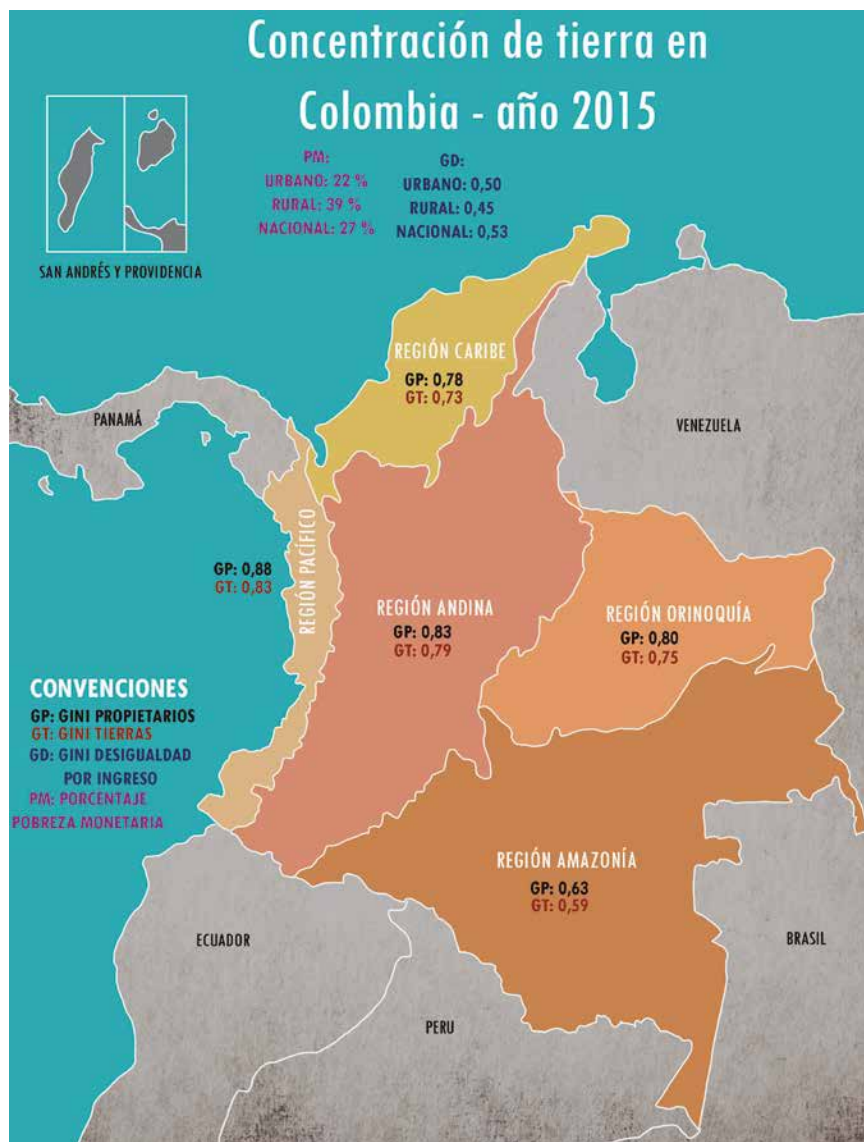 Concentración de tierra en
Colombia - año 2015
PM:
URBANO: 22 %
RURAL: 39 %
NACIONAL: 27 %
GD:
URBANO: 0,50
RURAL: 0,45
NACIONAL: 0,53
SAN ANDRÉS Y PROVIDENCIA
REGIÓN CARIBE
GP: 0,78
GT: 0,73
PANAMÁ
VENEZUELA
REGIÓN PACÍFICO
GP: 0,88
GT: 0,83
REGIÓN ANDINA
GP: 0,83
GT: 0,79
REGIÓN ORINOQUÍA
GP: 0,80
GT: 0,75
CONVENCIONES
GP: GINI PROPIETARIOS
GT: GINI TIERRAS
GD: GINI DESIGUALDAD
POR INGRESO
PM: PORCENTAJE
POBREZA MONETARIA
REGIÓN AMAZONÍA
GP: 0,63
GT: 0,59
ECUADOR
BRASIL
PERU